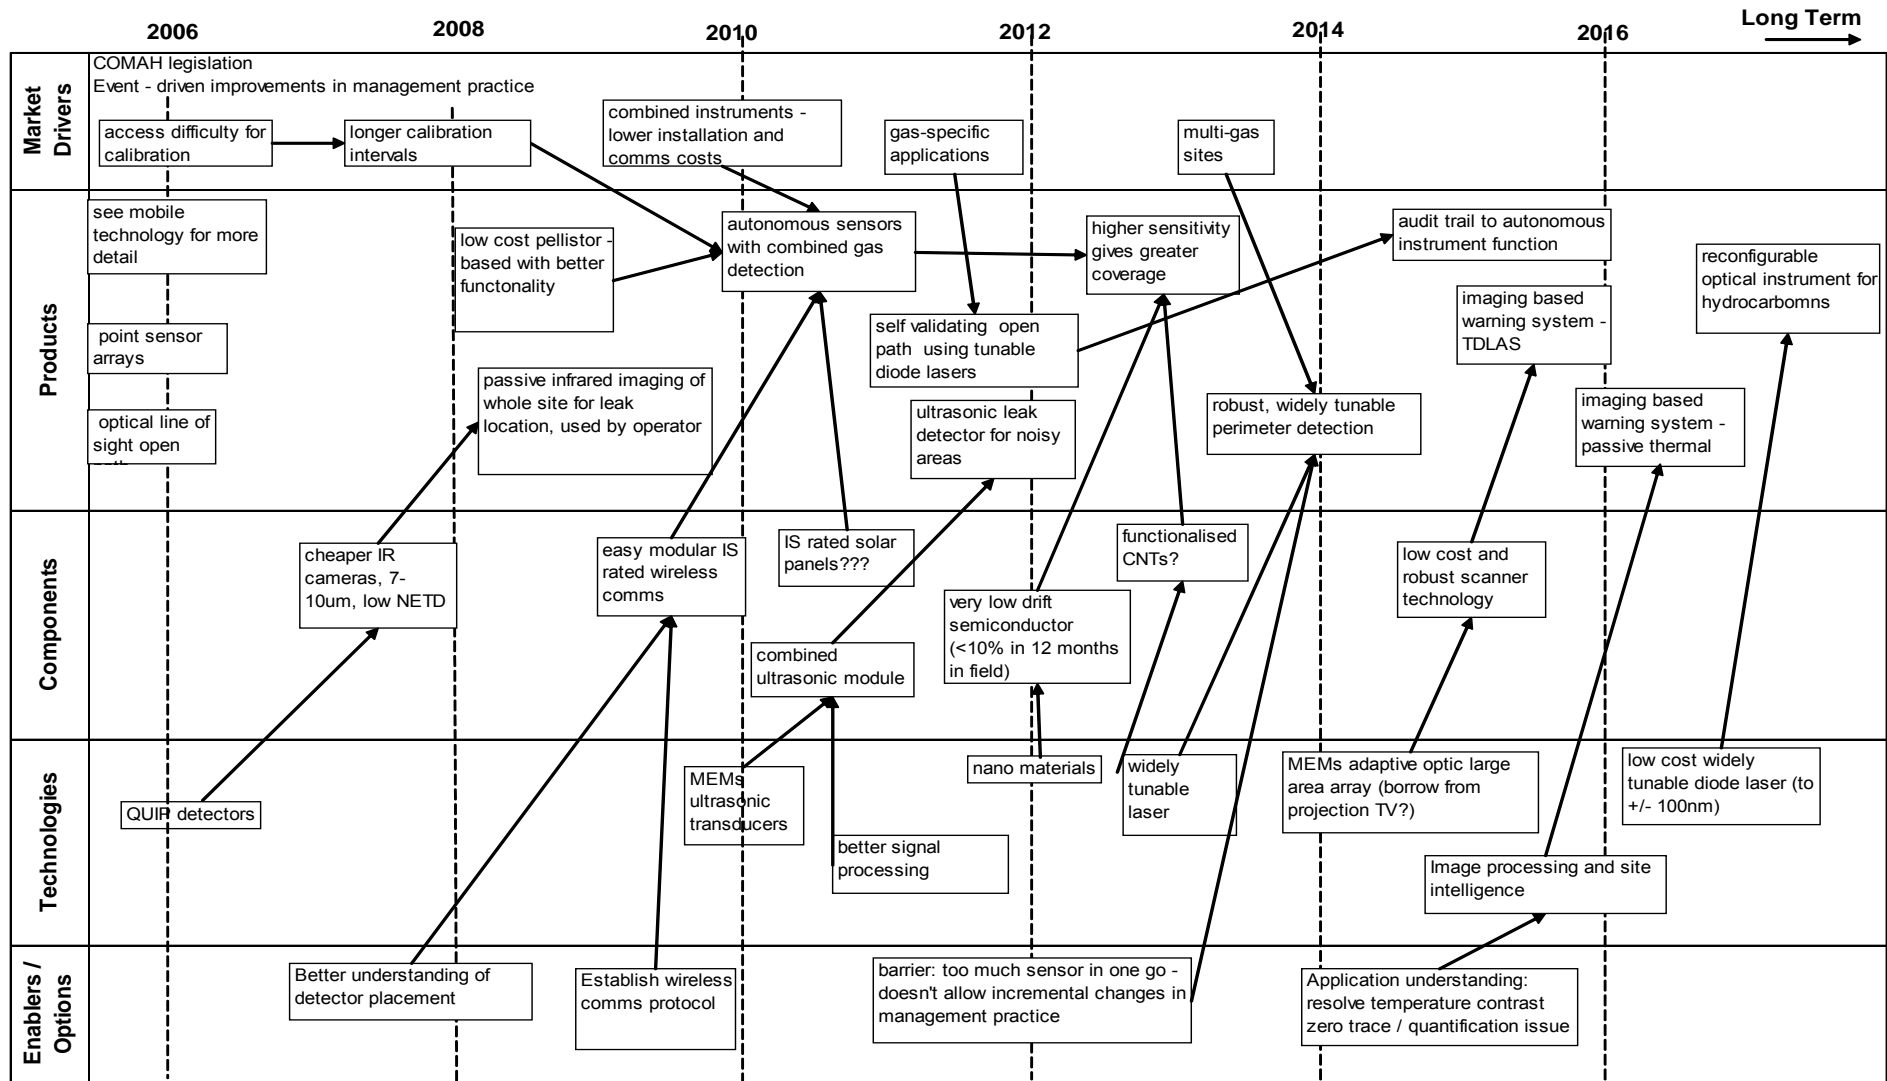 2006
2008
2010
2012
2014
2016
Long Term
Market
Drivers
COMAH legislation
Event - driven improvements in management practice
access difficulty for
calibration
longer calibration
intervals
combined instruments -
lower installation and
comms costs
gas-specific
applications
multi-gas
sites
Products
see mobile
technology for more
detail
point sensor
arrays
optical line of
sight open
low cost pellistor -
based with better
functonality
passive infrared imaging of
whole site for leak
location, used by operator
autonomous sensors
with combined gas
detection
self validating open
path using tunable
diode lasers
ultrasonic leak
detector for noisy
areas
higher sensitivity
gives greater
coverage
robust, widely tunable
perimeter detection
audit trail to autonomous
instrument function
imaging based
warning system -
TDLAS
imaging based
warning system -
passive thermal
reconfigurable
optical instrument for
hydrocarbomns
Components
cheaper IR
cameras, 7-
10um, low NETD
easy modular IS
rated wireless
comms
IS rated solar
panels???
combined
ultrasonic module
very low drift
semiconductor
(<10% in 12 months
in field)
functionalised
CNTs?
low cost and
robust scanner
technology
Technologies
QUIP detectors
MEMs
ultrasonic
transducers
better signal
processing
nano materials
widely
tunable
laser
MEMs adaptive optic large
area array (borrow from
projection TV?)
Image processing and site
intelligence
low cost widely
tunable diode laser (to
+/- 100nm)
Enablers /
Options
Better understanding of
detector placement
Establish wireless
comms protocol
barrier: too much sensor in one go -
doesn't allow incremental changes in
management practice
Application understanding:
resolve temperature contrast
zero trace / quantification issue